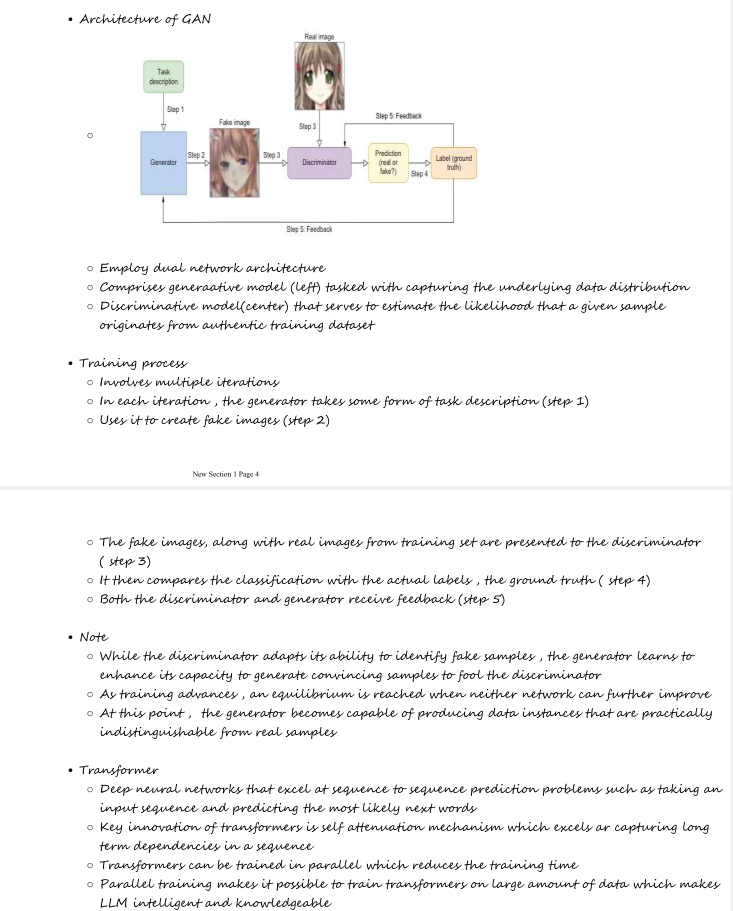 • Architecture of GAN
Real image
Task
description
Step 1
Step 5: Feedback
Fake image
Step 3
Generator
Step 2
Step 3
Discriminator
Prediction
(real or
fake?)
Step 4
Label (ground
truth)
Step 5: Feedback
○ Employ dual network architecture
○ Comprises generaative model (left) tasked with capturing the underlying data distribution
○ Discriminative model(center) that serves to estimate the likelihood that a given sample
originates from authentic training dataset
• Training process
○ Involves multiple iterations
○ In each iteration , the generator takes some form of task description (step 1)
○ Uses it to create fake images (step 2)
New Section 1 Page 4
○ The fake images, along with real images from training set are presented to the discriminator
( step 3)
○ It then compares the classification with the actual labels , the ground truth ( step 4)
○ Both the discriminator and generator receive feedback (step 5)
• Note
○ While the discriminator adapts its ability to identify fake samples , the generator learns to
enhance its capacity to generate convincing samples to fool the discriminator
○ As training advances , an equilibrium is reached when neither network can further improve
○ At this point , the generator becomes capable of producing data instances that are practically
indistinguishable from real samples
• Transformer
○ Deep neural networks that excel at sequence to sequence prediction problems such as taking an
input sequence and predicting the most likely next words
○ Key innovation of transformers is self attenuation mechanism which excels ar capturing long
term dependencies in a sequence
○ Transformers can be trained in parallel which reduces the training time
○ Parallel training makes it possible to train transformers on large amount of data which makes
LLM intelligent and knowledgeable